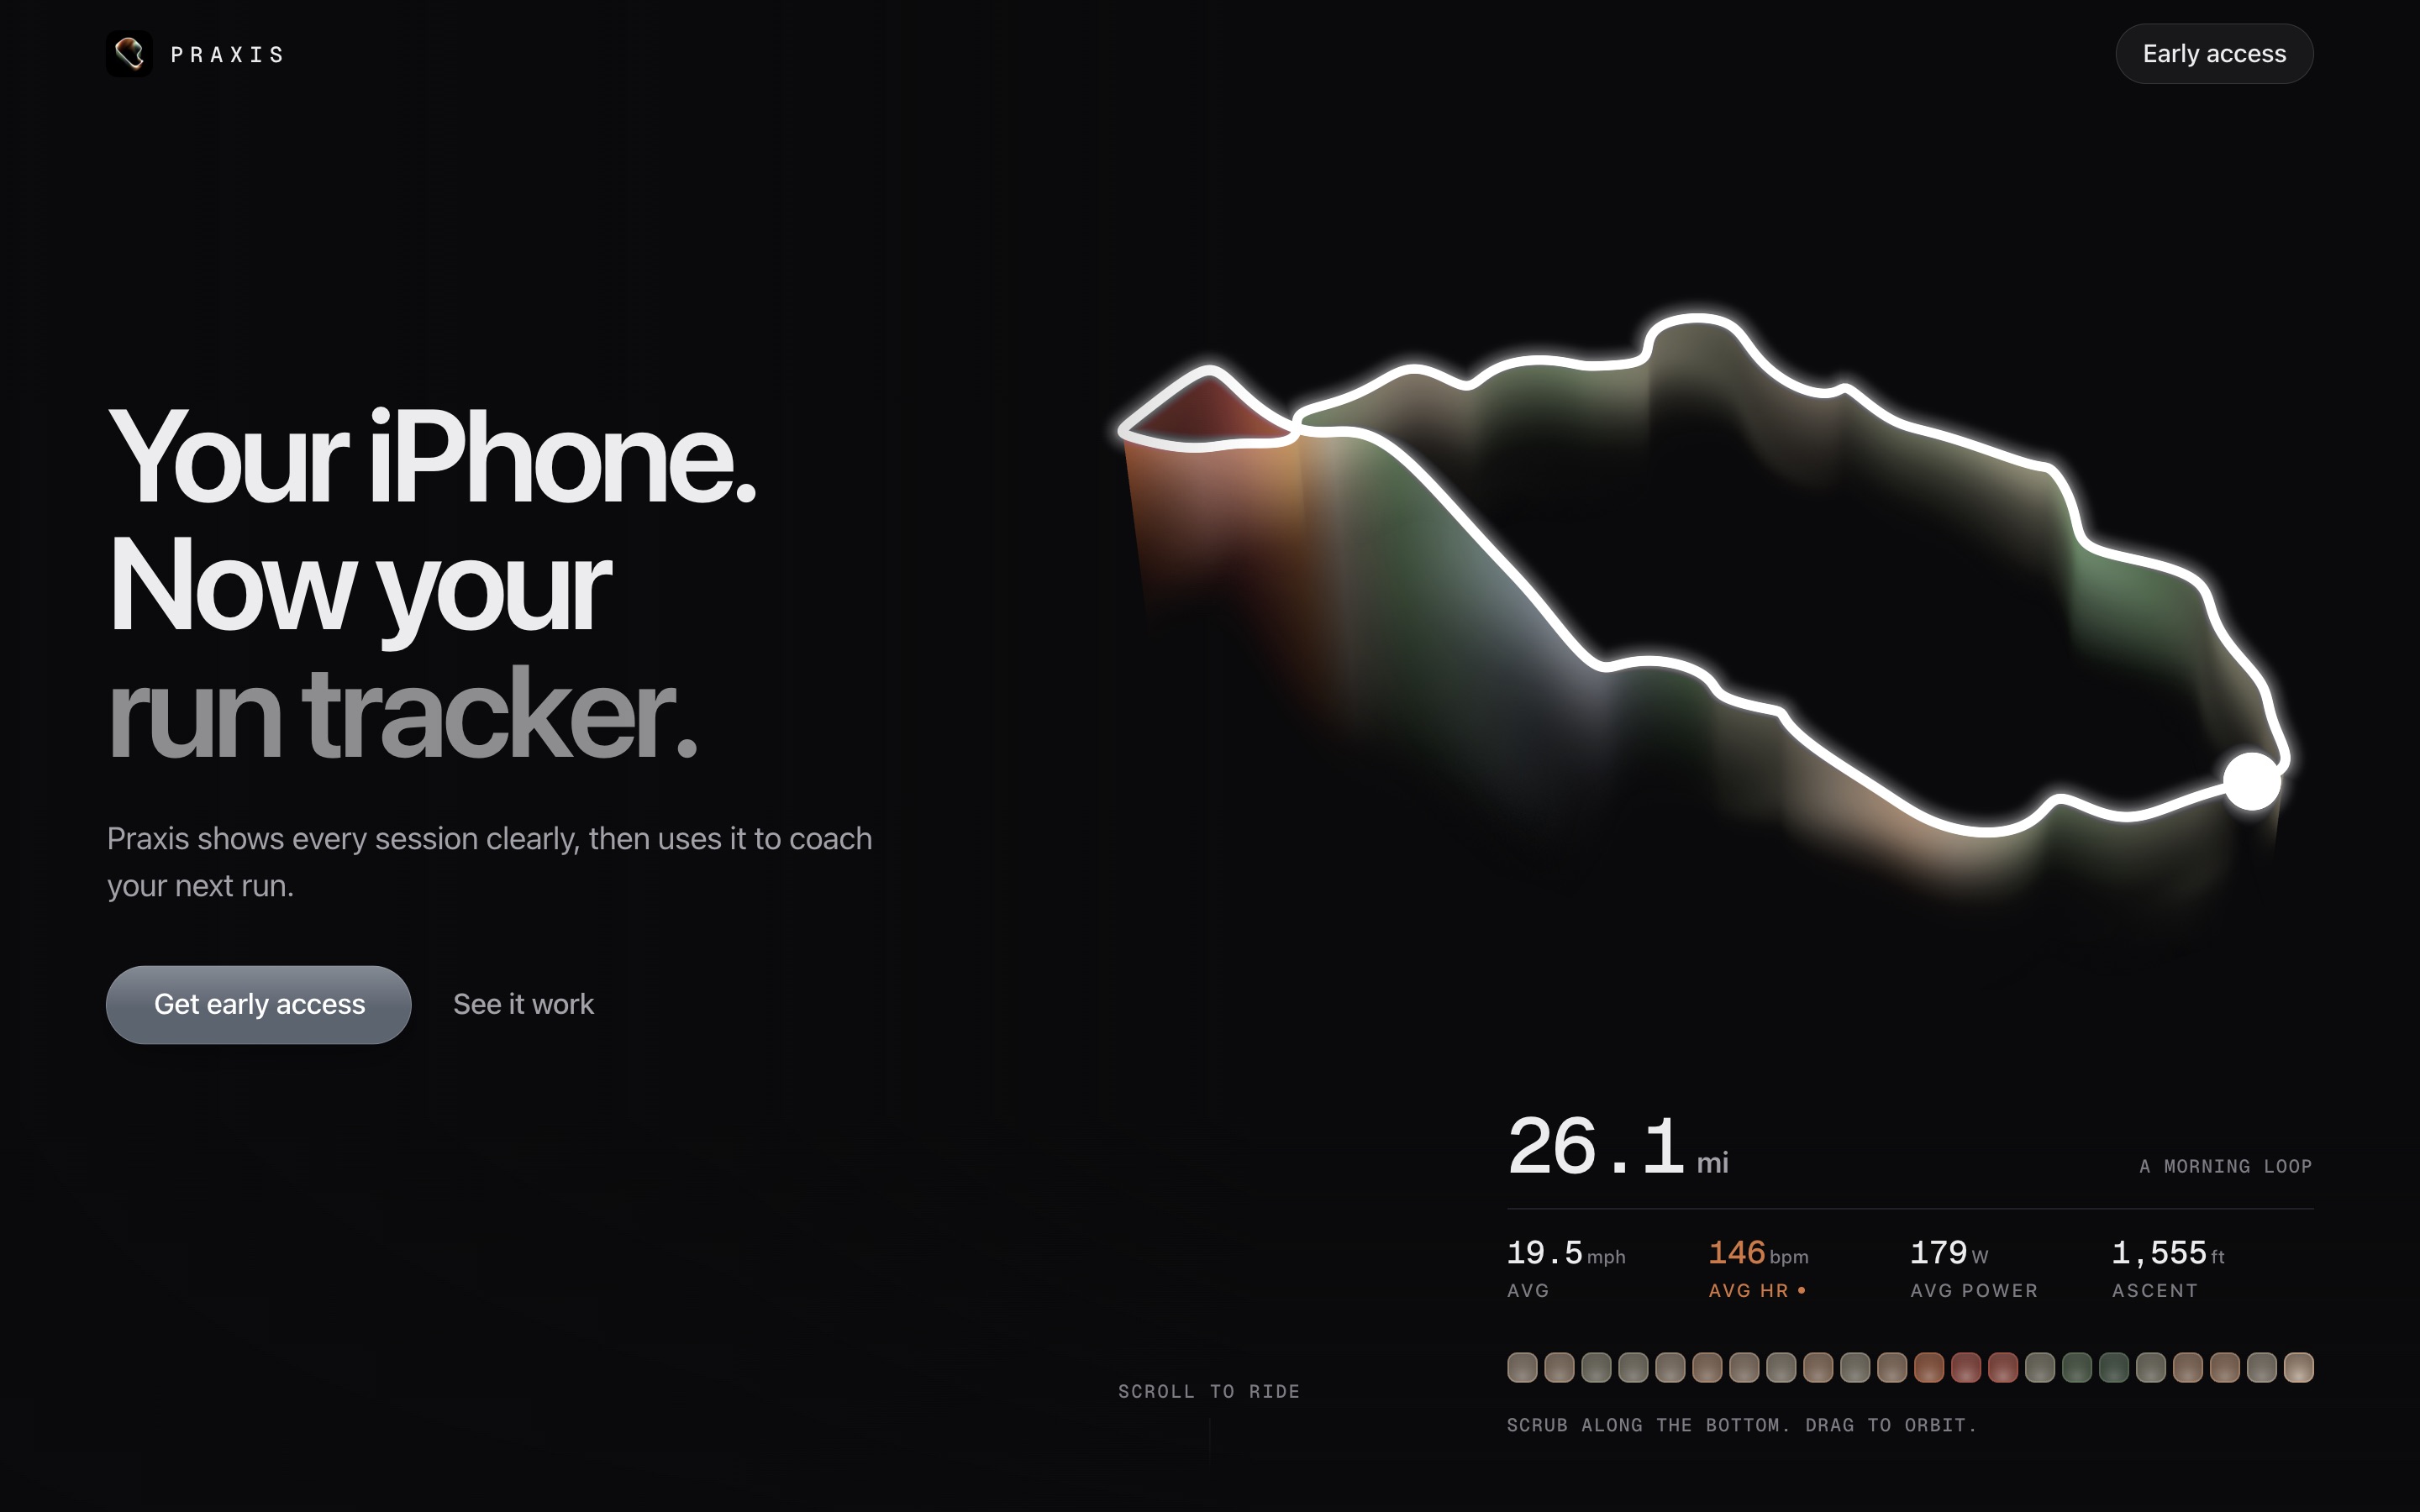 PRAXIS
Early access
Your iPhone.
Now your
run tracker.
Praxis shows every session clearly, then uses it to coach
your next run.
Get early access
See it work
26.1 mi
A MORNING LOOP
19.5 mph
AVG
146 bpm
AVG HR •
179 W
AVG POWER
1,555 ft
ASCENT
SCROLL TO RIDE
SCRUB ALONG THE BOTTOM. DRAG TO ORBIT.